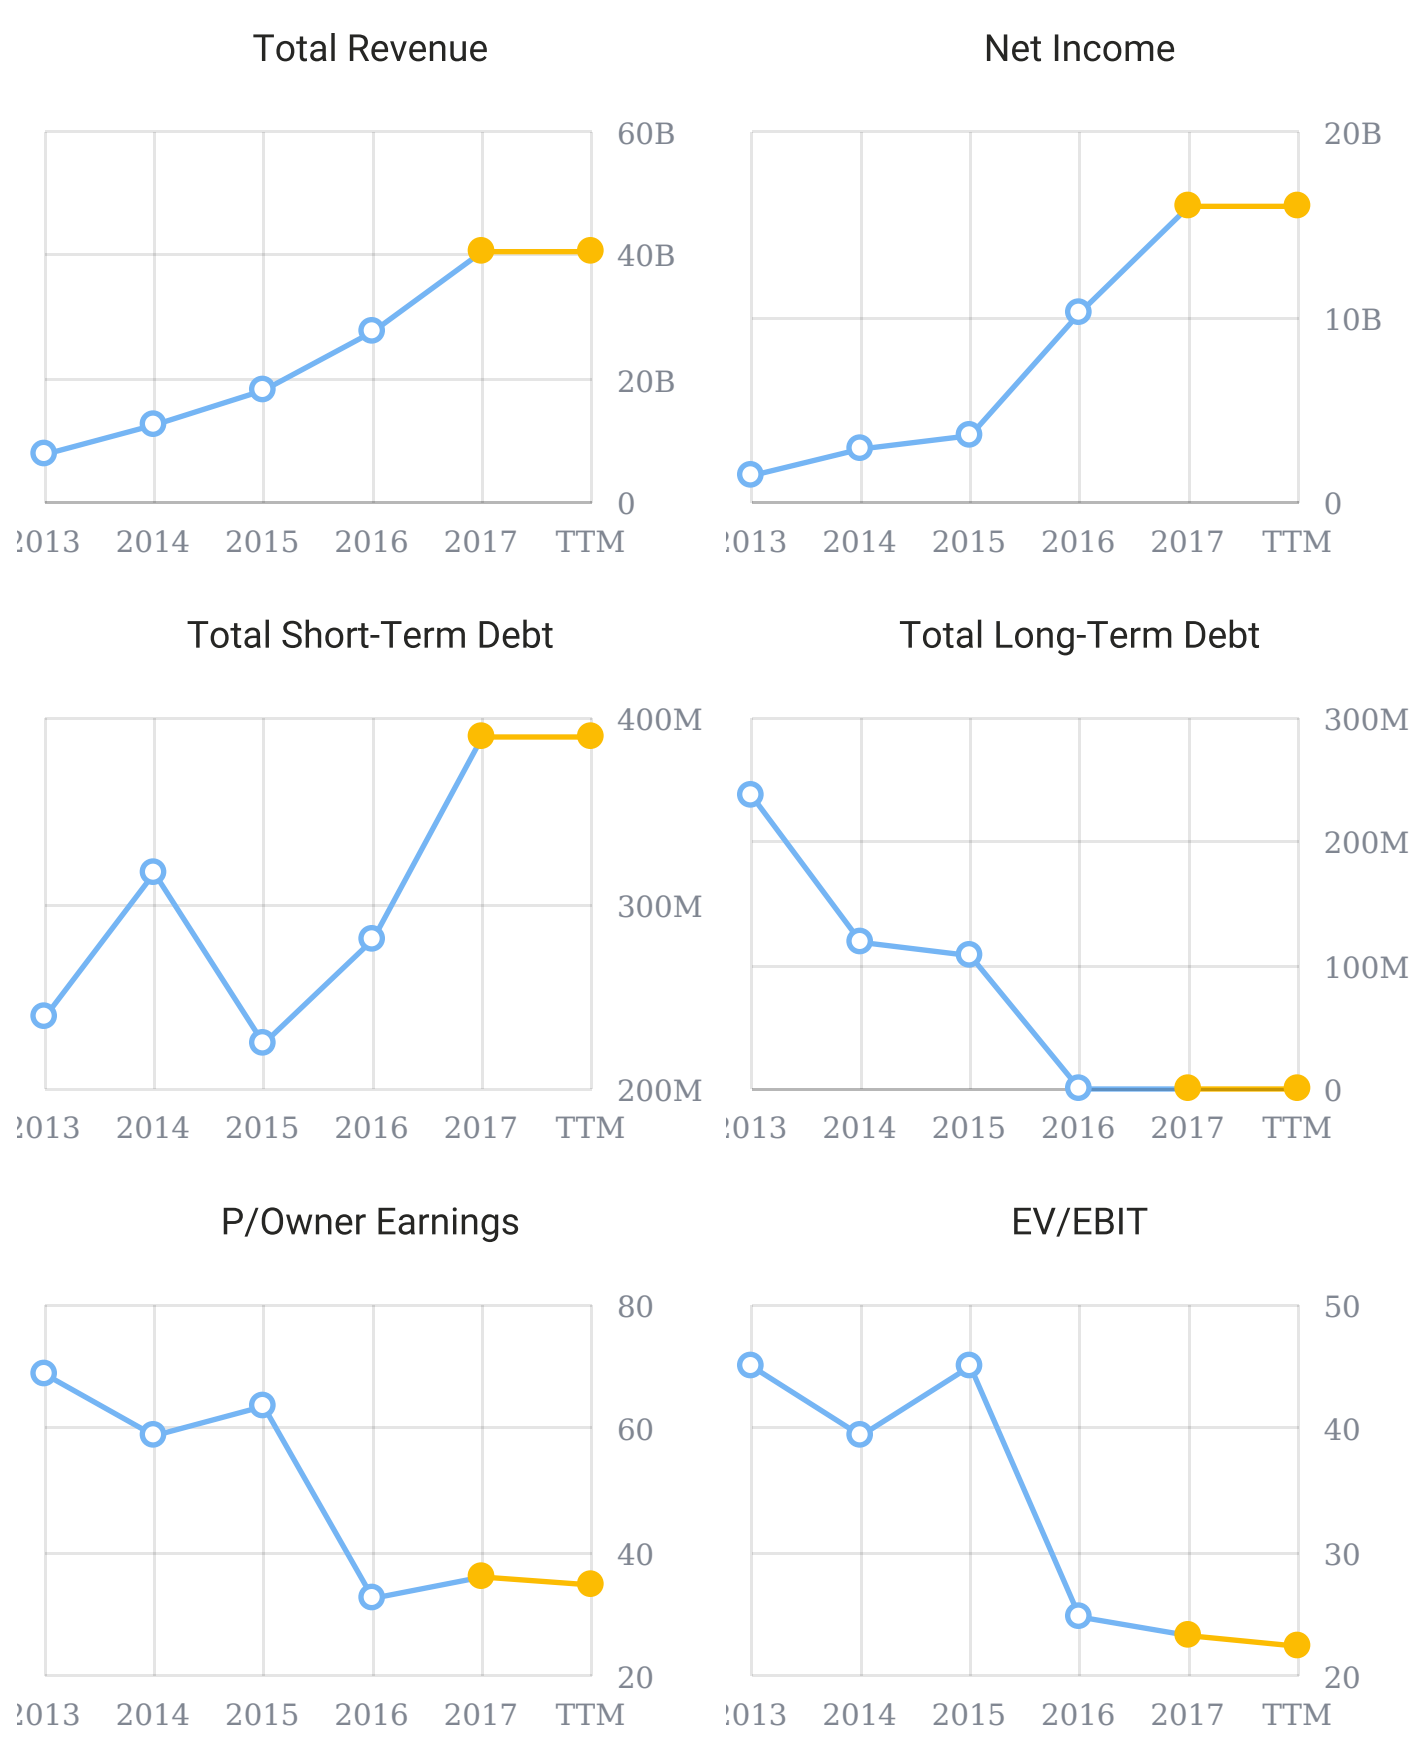 Total Revenue
60B
40B
20B
0
2013 2014 2015 2016 2017 TTM
Net Income
20B
10B
0
2013 2014 2015 2016 2017 TTM
Total Short-Term Debt
400M
300M
200M
2013 2014 2015 2016 2017 TTM
Total Long-Term Debt
300M
200M
100M
0
2013 2014 2015 2016 2017 TTM
P/Owner Earnings
80
60
40
20
2013 2014 2015 2016 2017 TTM
EV/EBIT
50
40
30
20
2013 2014 2015 2016 2017 TTM